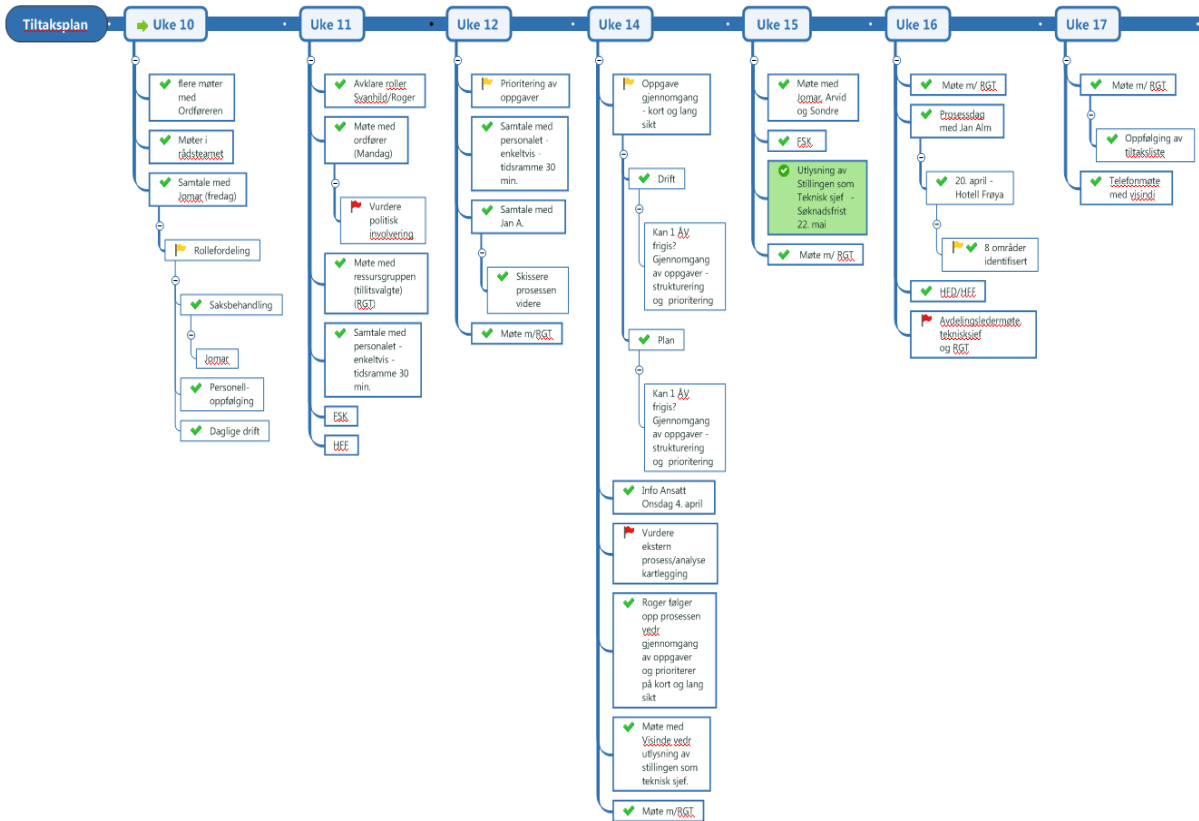 Tiltaksplan
Uke 10
flere møter
med
Ordføreren
Møter i
rådsteamet
Samtale med
Jomar (fredag)
Rollefordeling
Saksbehandling
Jomar
Personell-
oppfølging
Daglige drift
Uke 11
Avklare roller
Svanhild/Roger
Møte med
ordfører
(Mandag)
Vurdere
politisk
involvering
Møte med
ressursgruppen
(tillitsvalgte)
(RGT)
Samtale med
personalet -
enkeltvis -
tidsramme 30
min.
FSK
HFF
Uke 12
Prioritering av
oppgaver
Samtale med
personalet -
enkeltvis -
tidsramme 30
min.
Samtale med
Jan A.
Skissere
prosessen
videre
Møte m/RGT
Uke 14
Oppgave
gjennomgang
- kort og lang
sikt
Drift
Kan 1 ÅV
frigis?
Gjennomgang
av oppgaver -
strukturering
og prioritering
Plan
Kan 1 ÅV
frigis?
Gjennomgang
av oppgaver -
strukturering
og prioritering
Info Ansatt
Onsdag 4. april
Vurdere
ekstern
prosess/analyse
kartlegging
Roger følger
opp prosessen
vedr
gjennomgang
av oppgaver
og prioriterer
på kort og lang
sikt
Møte med
Visinde vedr
utlysning av
stillingen som
teknisk sjef.
Møte m/RGT
Uke 15
Møte med
Jomar, Arvid
og Sondre
FSK
Utlysning av
Stillingen som
Teknisk sjef -
Søknadsfrist
22. mai
Møte m/ RGT
Uke 16
Møte m/ RGT
Prosessdag
med Jan Alm
20. april -
Hotell Frøya
8 områder
identifisert
HFD/HFF
Avdelingsledermøte,
teknisksjef
og RGT
Uke 17
Møte m/ RGT
Oppfølging av
tiltaksliste
Telefonmøte
med visindi